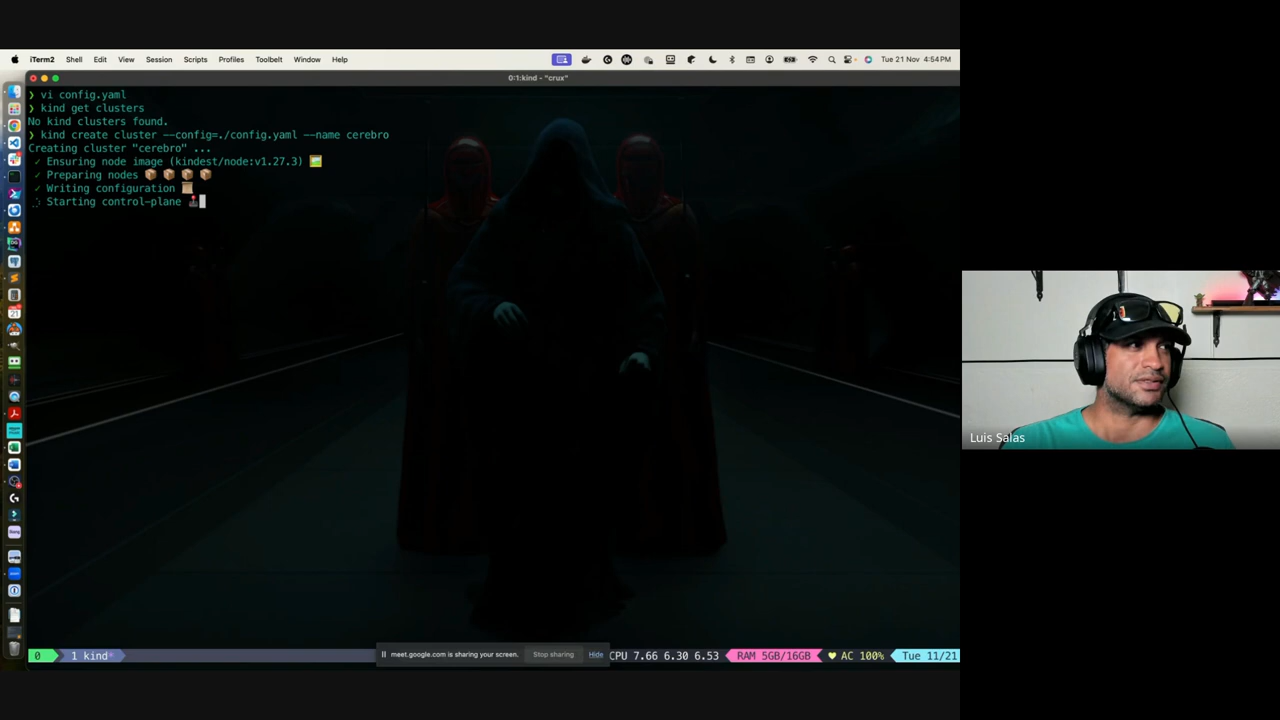 iTerm2 Shell Edit View Session Scripts Profiles Toolbelt Window Help Tue 21 Nov 4:54PM
0:1:kind - "crux"
❯ vi config.yaml
❯ kind get clusters
No kind clusters found.
❯ kind create cluster --config=./config.yaml --name cerebro
Creating cluster "cerebro" ...
✓ Ensuring node image (kindest/node:v1.27.3) 🖼
✓ Preparing nodes 📦 📦 📦 📦
✓ Writing configuration 📜
Starting control-plane 🕹
Luis Salas
0 1 kind* meet.google.com is sharing your screen. Stop sharing Hide CPU 7.66 6.30 6.53 RAM 5GB/16GB ♥ AC 100% Tue 11/21